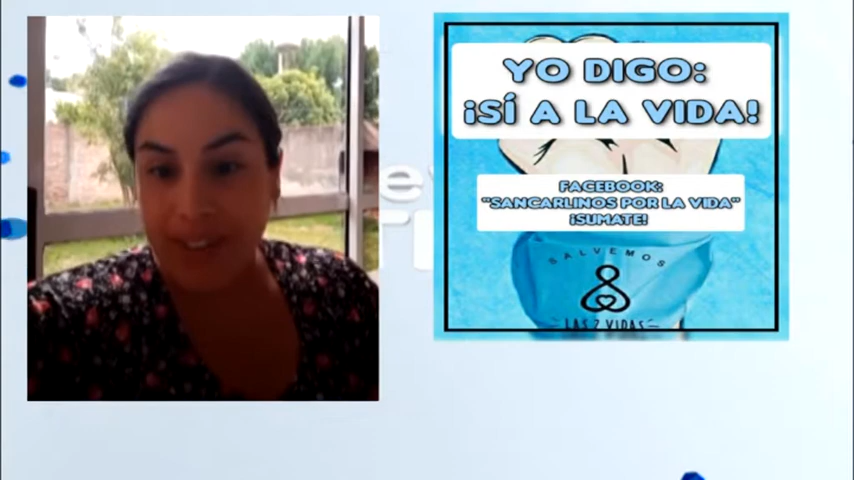 YO DIGO:
¡SÍ A LA VIDA!
FACEBOOK:
"SANCARLINOS POR LA VIDA"
¡SUMATE!
SALVEMOS
LAS 2 VIDAS